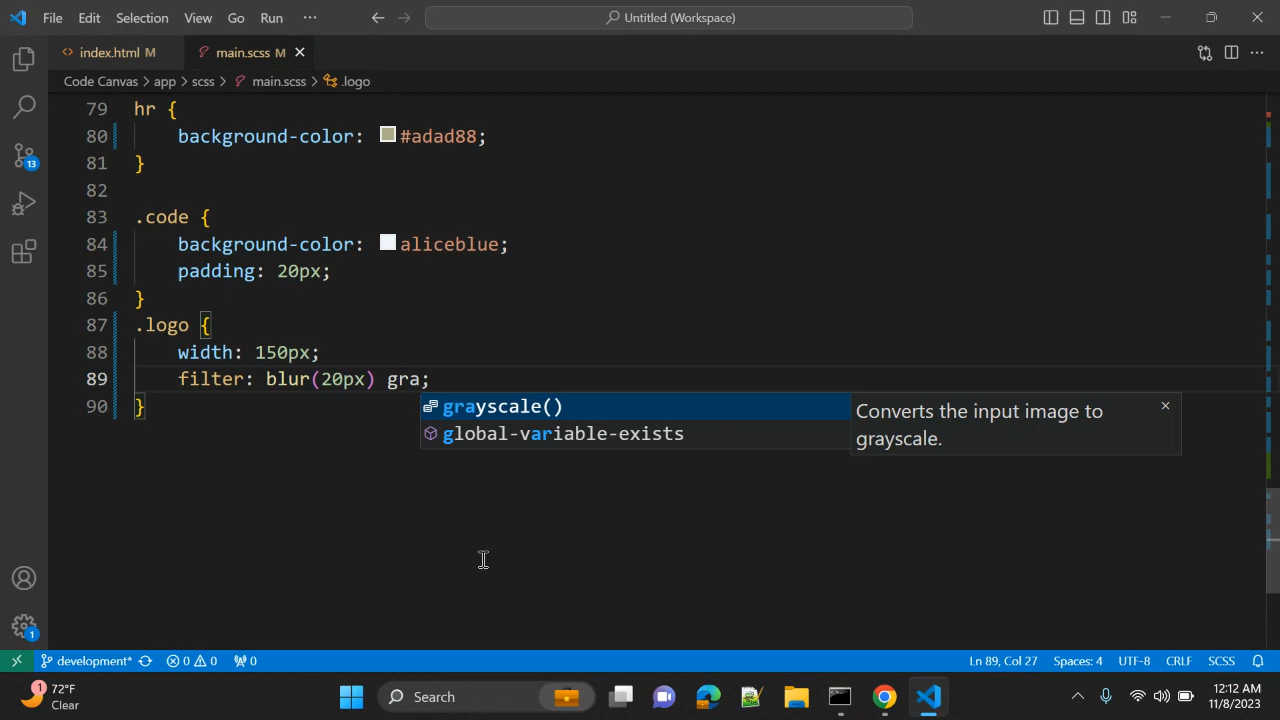 File Edit Selection View Go Run ··· Untitled (Workspace)
index.html M main.scss M
Code Canvas > app > scss > main.scss > .logo
79 hr {
80 background-color: #adad88;
81 }
82
83 .code {
84 background-color: aliceblue;
85 padding: 20px;
86 }
87 .logo {
88 width: 150px;
89 filter: blur(20px) gra;
90 }
grayscale()
global-variable-exists
Converts the input image to
grayscale.
13
1
development* 0 0 0 Ln 89, Col 27 Spaces: 4 UTF-8 CRLF SCSS
1
72°F
Clear
Search
12:12 AM
11/8/2023